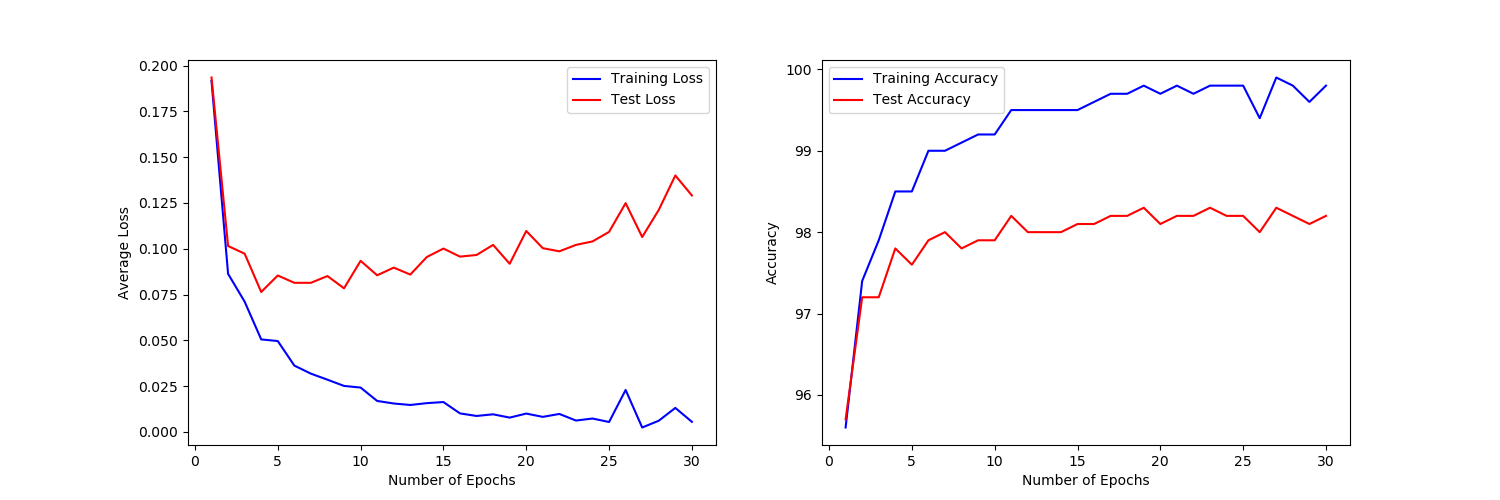 0.200
0.175
0.150
0.125
0.100
0.075
0.050
0.025
0.000
Average Loss
Training Loss
Test Loss
0 5 10 15 20 25 30
Number of Epochs
100
99
98
97
96
Accuracy
Training Accuracy
Test Accuracy
0 5 10 15 20 25 30
Number of Epochs